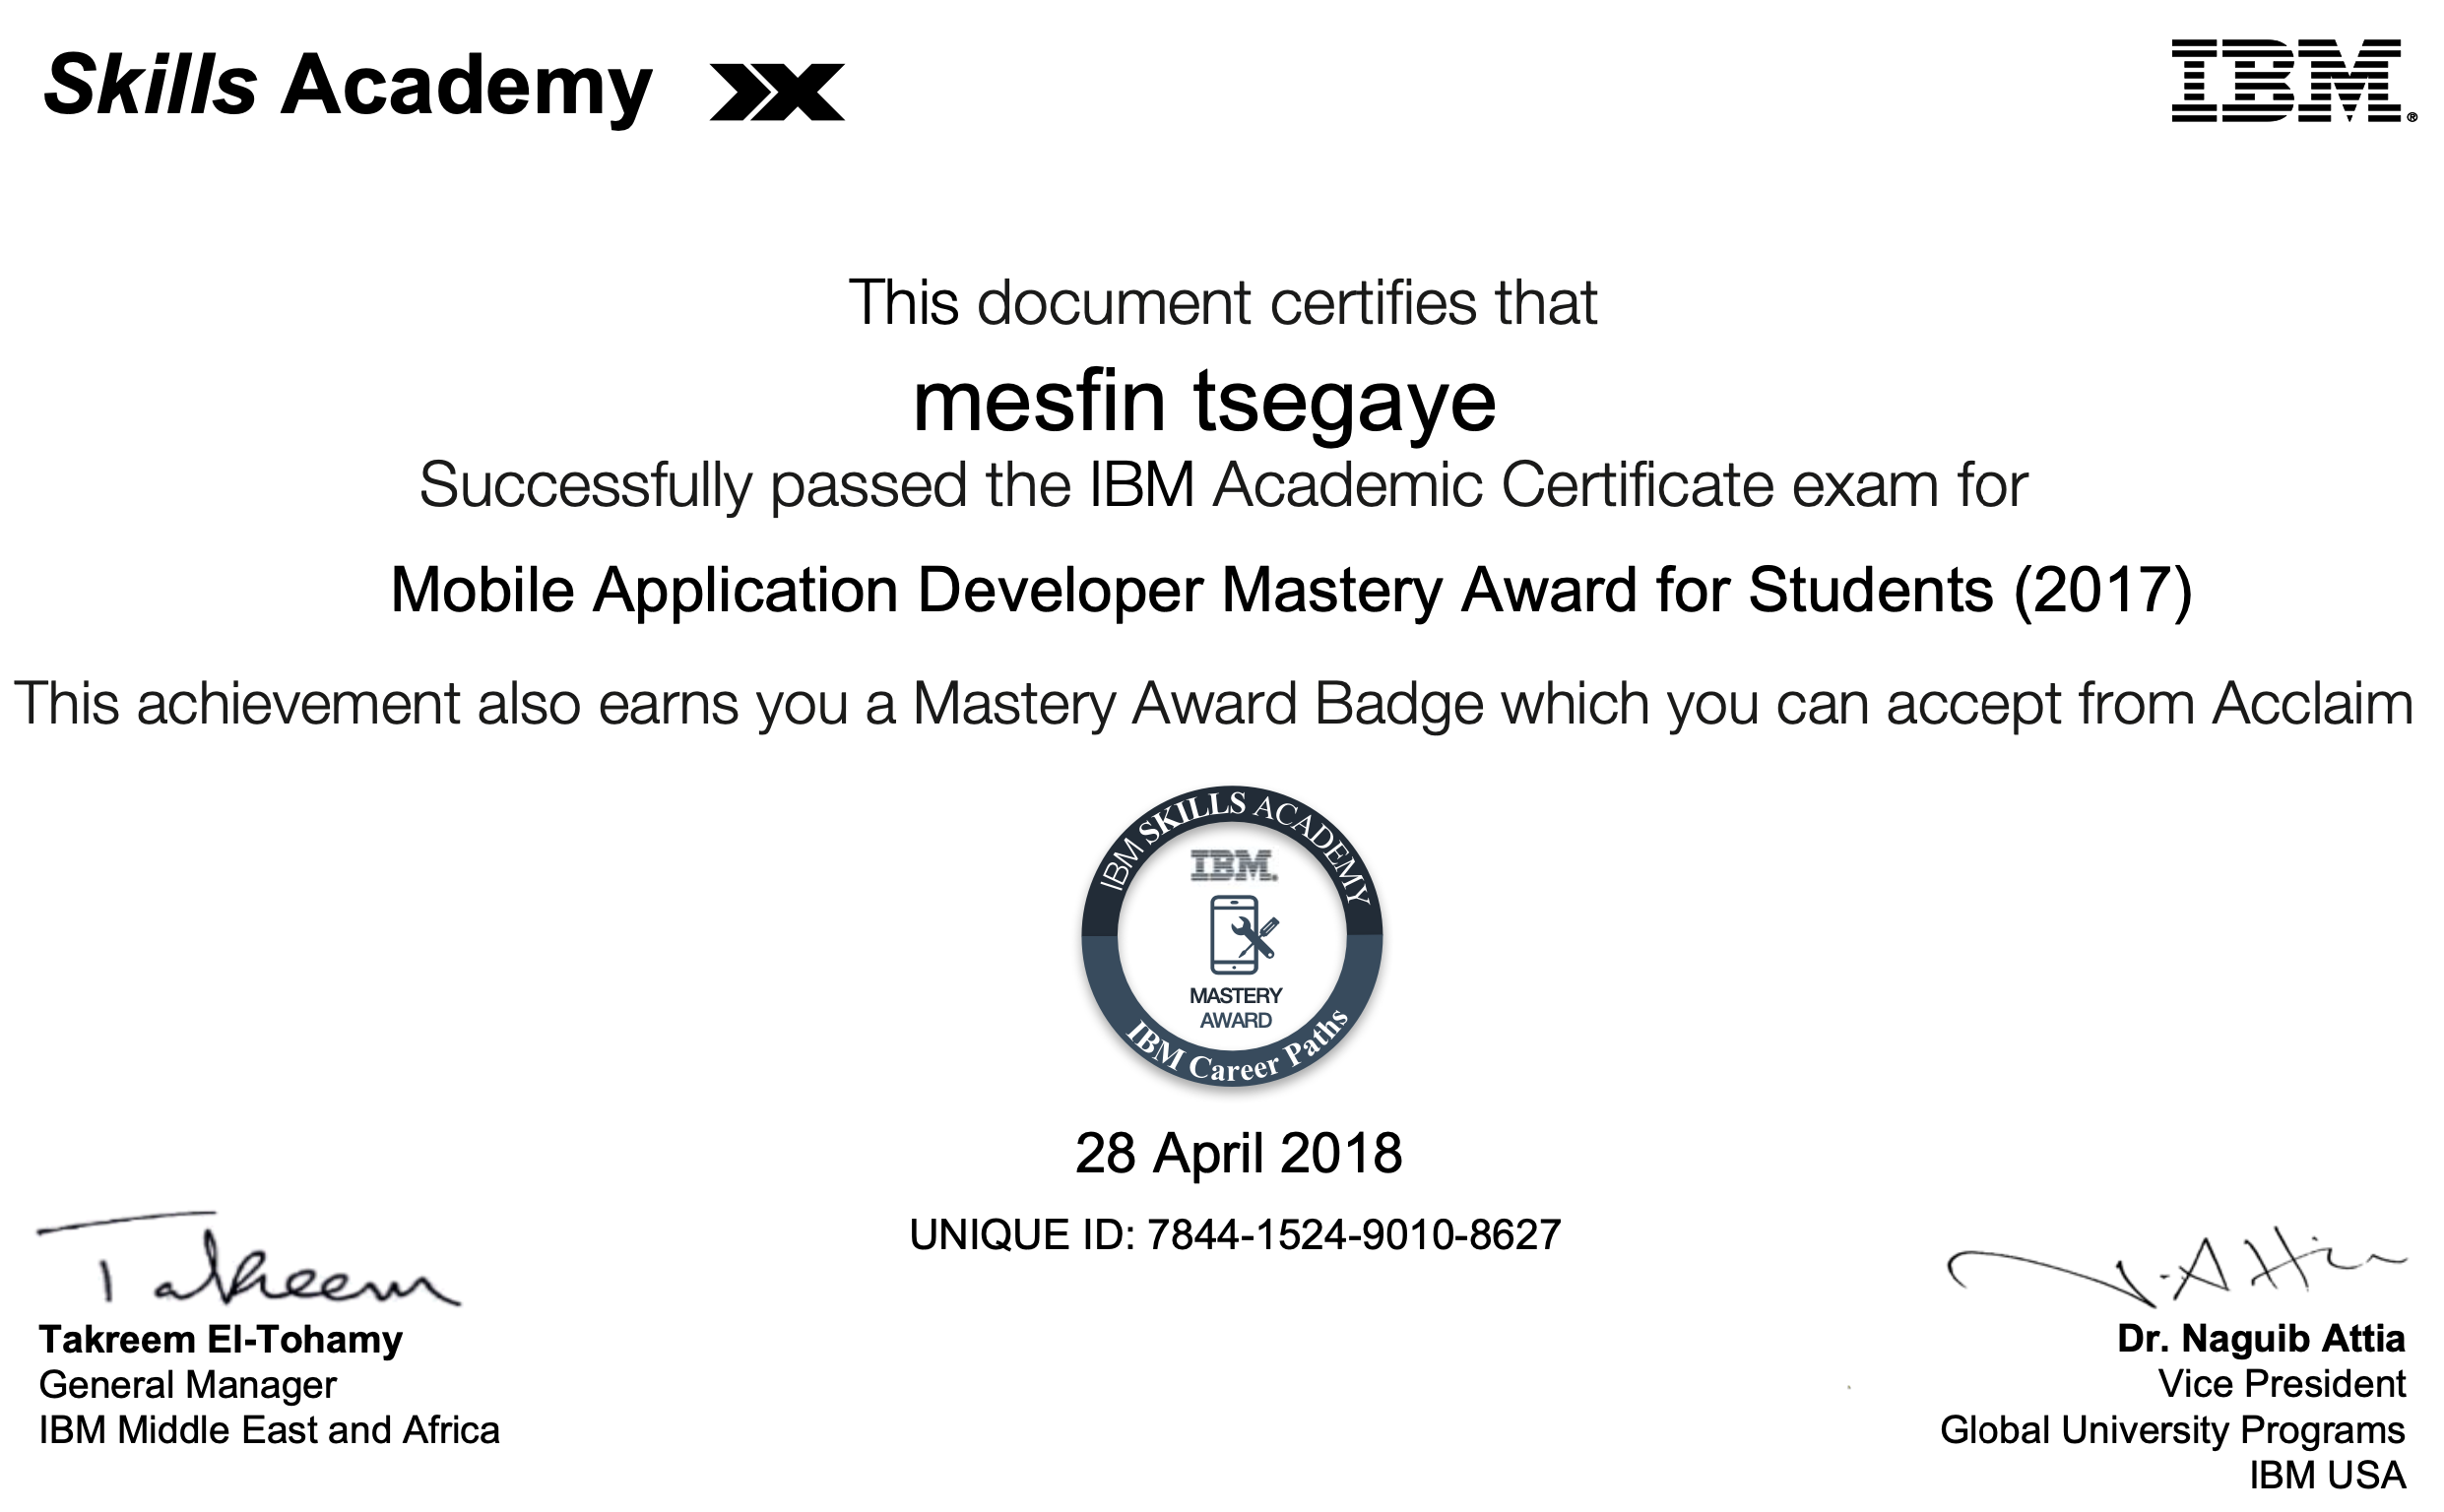 Skills Academy
IBM®
This document certifies that
mesfin tsegaye
Successfully passed the IBM Academic Certificate exam for
Mobile Application Developer Mastery Award for Students (2017)
This achievement also earns you a Mastery Award Badge which you can accept from Acclaim
IBM SKILLS ACADEMY
IBM®
MASTERY
AWARD
IBM Career Paths
28 April 2018
UNIQUE ID: 7844-1524-9010-8627
Takreem
Takreem El-Tohamy
General Manager
IBM Middle East and Africa
N. Attia
Dr. Naguib Attia
Vice President
Global University Programs
IBM USA